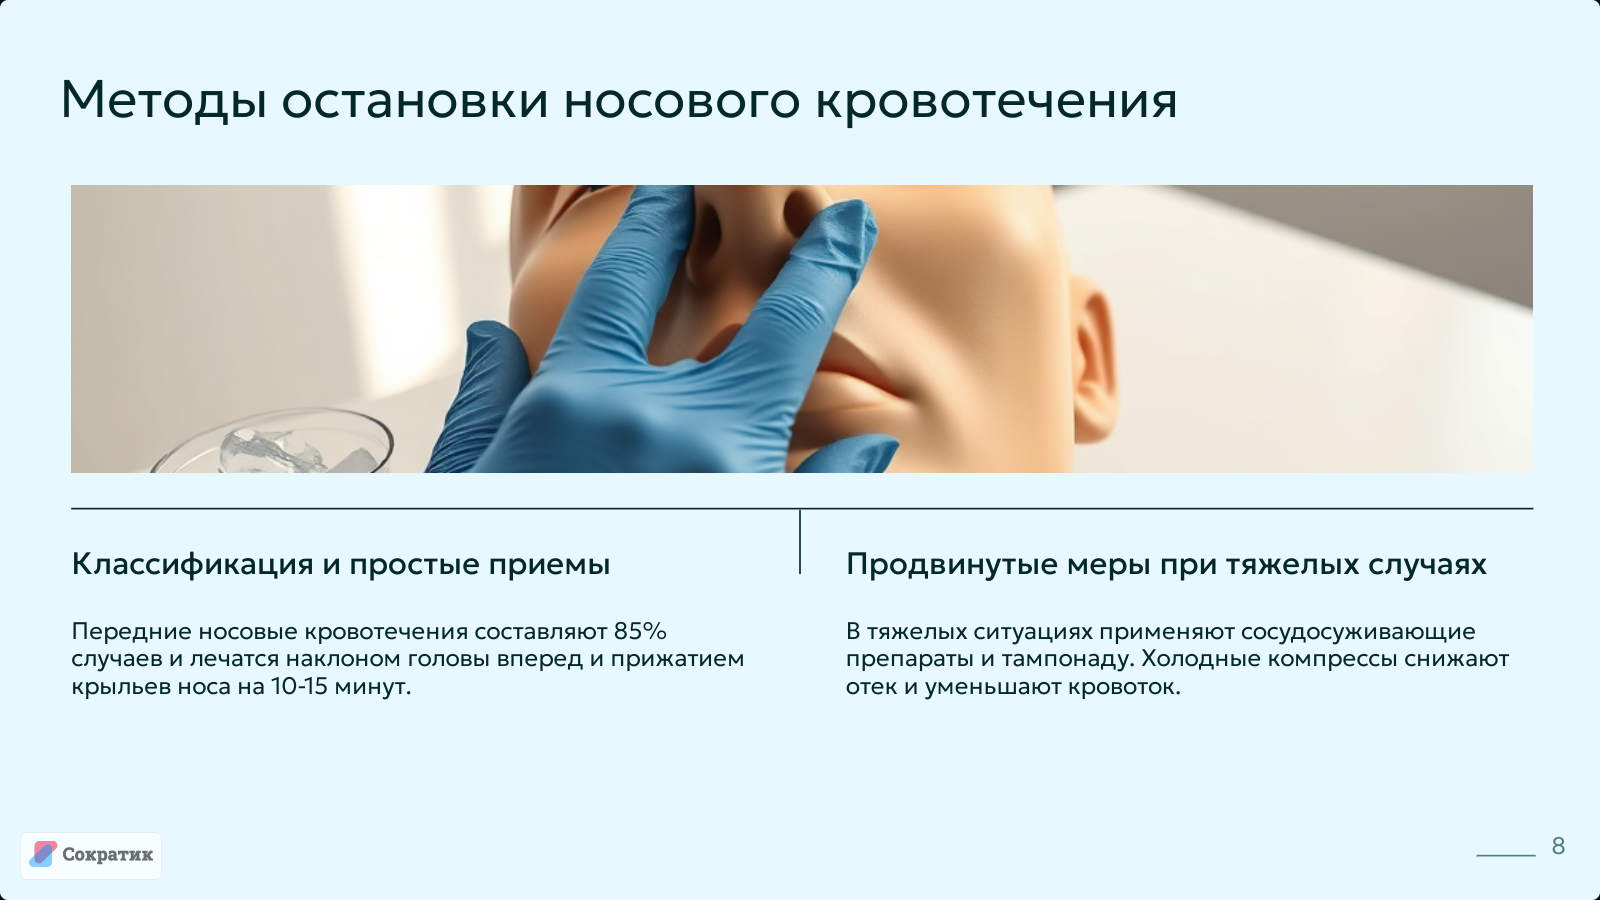 Методы остановки носового кровотечения
Классификация и простые приемы
Передние носовые кровотечения составляют 85%
случаев и лечатся наклоном головы вперед и прижатием
крыльев носа на 10-15 минут.
Продвинутые меры при тяжелых случаях
В тяжелых ситуациях применяют сосудосуживающие
препараты и тампонаду. Холодные компрессы снижают
отек и уменьшают кровоток.
Сократик
8